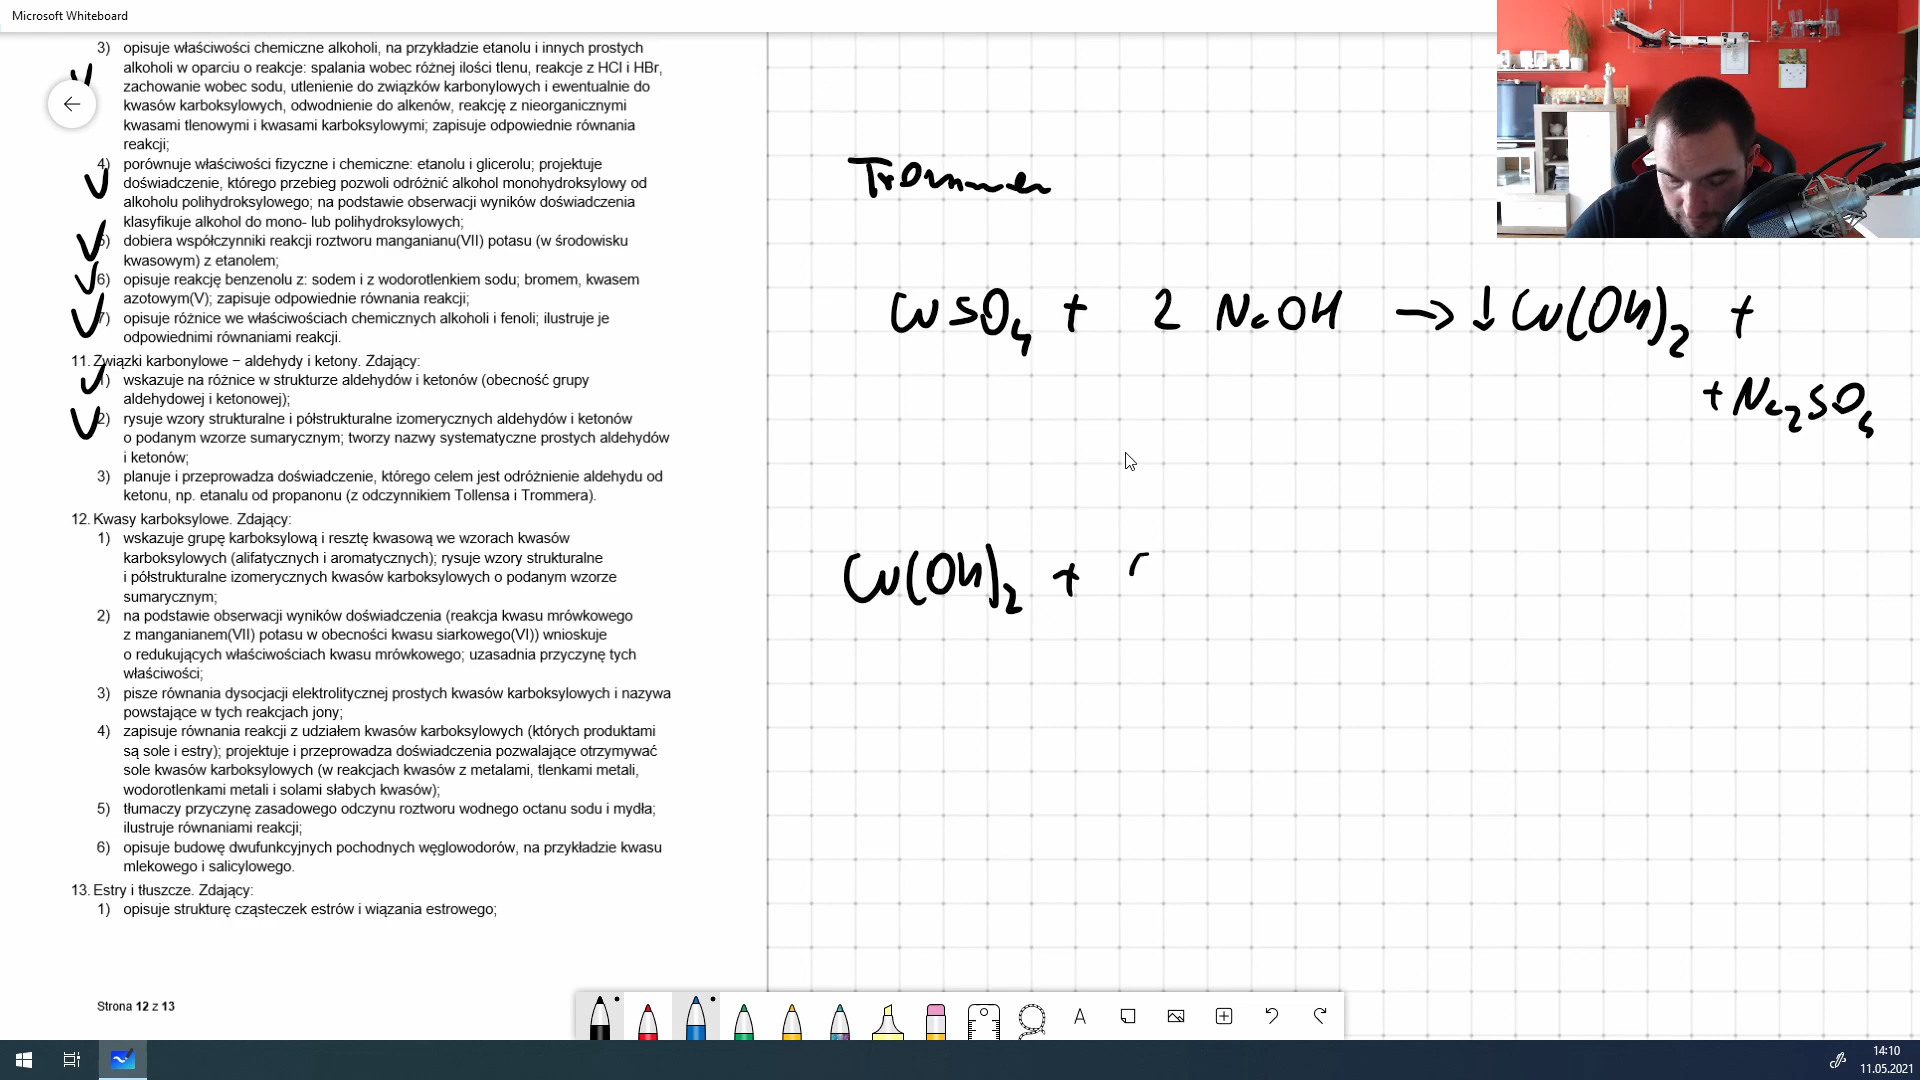 Microsoft Whiteboard
3) opisuje właściwości chemiczne alkoholi, na przykładzie etanolu i innych prostych
alkoholi w oparciu o reakcje: spalania wobec różnej ilości tlenu, reakcje z HCl i HBr,
zachowanie wobec sodu, utlenienie do związków karbonylowych i ewentualnie do
kwasów karboksylowych, odwodnienie do alkenów, reakcję z nieorganicznymi
kwasami tlenowymi i kwasami karboksylowymi; zapisuje odpowiednie równania
reakcji;
4) porównuje właściwości fizyczne i chemiczne: etanolu i glicerolu; projektuje
doświadczenie, którego przebieg pozwoli odróżnić alkohol monohydroksylowy od
alkoholu polihydroksylowego; na podstawie obserwacji wyników doświadczenia
klasyfikuje alkohol do mono- lub polihydroksylowych;
5) dobiera współczynniki reakcji roztworu manganianu(VII) potasu (w środowisku
kwasowym) z etanolem;
6) opisuje reakcję benzenolu z: sodem i z wodorotlenkiem sodu; bromem, kwasem
azotowym(V); zapisuje odpowiednie równania reakcji;
7) opisuje różnice we właściwościach chemicznych alkoholi i fenoli; ilustruje je
odpowiednimi równaniami reakcji.
11. Związki karbonylowe − aldehydy i ketony. Zdający:
1) wskazuje na różnice w strukturze aldehydów i ketonów (obecność grupy
aldehydowej i ketonowej);
2) rysuje wzory strukturalne i półstrukturalne izomerycznych aldehydów i ketonów
o podanym wzorze sumarycznym; tworzy nazwy systematyczne prostych aldehydów
i ketonów;
3) planuje i przeprowadza doświadczenie, którego celem jest odróżnienie aldehydu od
ketonu, np. etanalu od propanonu (z odczynnikiem Tollensa i Trommera).
12. Kwasy karboksylowe. Zdający:
1) wskazuje grupę karboksylową i resztę kwasową we wzorach kwasów
karboksylowych (alifatycznych i aromatycznych); rysuje wzory strukturalne
i półstrukturalne izomerycznych kwasów karboksylowych o podanym wzorze
sumarycznym;
2) na podstawie obserwacji wyników doświadczenia (reakcja kwasu mrówkowego
z manganianem(VII) potasu w obecności kwasu siarkowego(VI)) wnioskuje
o redukujących właściwościach kwasu mrówkowego; uzasadnia przyczynę tych
właściwości;
3) pisze równania dysocjacji elektrolitycznej prostych kwasów karboksylowych i nazywa
powstające w tych reakcjach jony;
4) zapisuje równania reakcji z udziałem kwasów karboksylowych (których produktami
są sole i estry); projektuje i przeprowadza doświadczenia pozwalające otrzymywać
sole kwasów karboksylowych (w reakcjach kwasów z metalami, tlenkami metali,
wodorotlenkami metali i solami słabych kwasów);
5) tłumaczy przyczynę zasadowego odczynu roztworu wodnego octanu sodu i mydła;
ilustruje równaniami reakcji;
6) opisuje budowę dwufunkcyjnych pochodnych węglowodorów, na przykładzie kwasu
mlekowego i salicylowego.
13. Estry i tłuszcze. Zdający:
1) opisuje strukturę cząsteczek estrów i wiązania estrowego;
Strona 12 z 13
Trommer
CuSO4 + 2 NaOH → ↓Cu(OH)2 +
+ Na2SO4
Cu(OH)2 +
A
14:10
11.05.2021